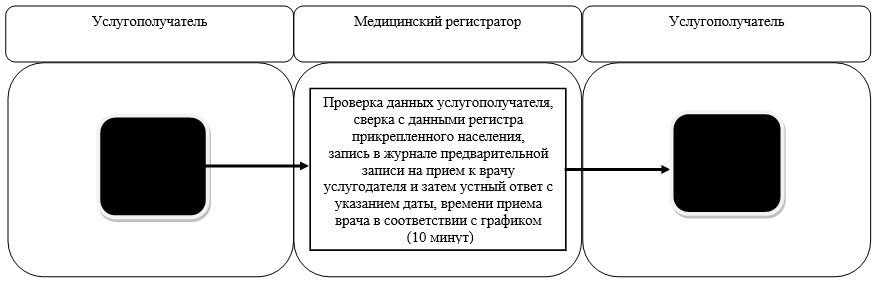 Услугополучатель
Медицинский регистратор
Услугополучатель
Проверка данных услугополучателя,
сверка с данными регистра
прикрепленного населения,
запись в журнале предварительной
записи на прием к врачу
услугодателя и затем устный ответ с
указанием даты, времени приема
врача в соответствии с графиком
(10 минут)